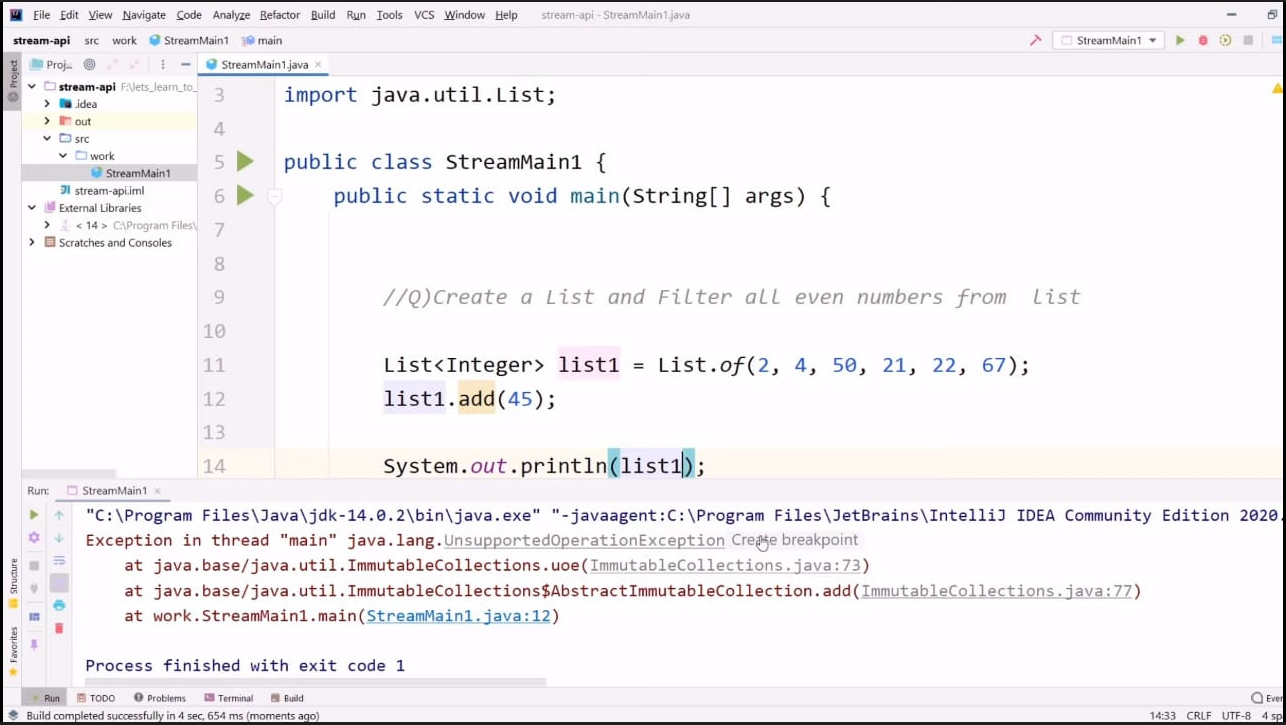 File Edit View Navigate Code Analyze Refactor Build Run Tools VCS Window Help stream-api - StreamMain1.java
stream-api src work StreamMain1 main StreamMain1
Project
Proj... StreamMain1.java
stream-api F:\lets_learn_to_
.idea
out
src
work
StreamMain1
stream-api.iml
External Libraries
< 14 > C:\Program Files\
Scratches and Consoles
3 import java.util.List;
4
5 public class StreamMain1 {
6 public static void main(String[] args) {
7
8
9 //Q)Create a List and Filter all even numbers from list
10
11 List<Integer> list1 = List.of(2, 4, 50, 21, 22, 67);
12 list1.add(45);
13
14 System.out.println(list1);
Run: StreamMain1
"C:\Program Files\Java\jdk-14.0.2\bin\java.exe" "-javaagent:C:\Program Files\JetBrains\IntelliJ IDEA Community Edition 2020.
Exception in thread "main" java.lang.UnsupportedOperationException Create breakpoint
at java.base/java.util.ImmutableCollections.uoe(ImmutableCollections.java:73)
at java.base/java.util.ImmutableCollections$AbstractImmutableCollection.add(ImmutableCollections.java:77)
at work.StreamMain1.main(StreamMain1.java:12)
Process finished with exit code 1
Structure
Favorites
Run TODO Problems Terminal Build Even
Build completed successfully in 4 sec, 654 ms (moments ago) 14:33 CRLF UTF-8 4 sp